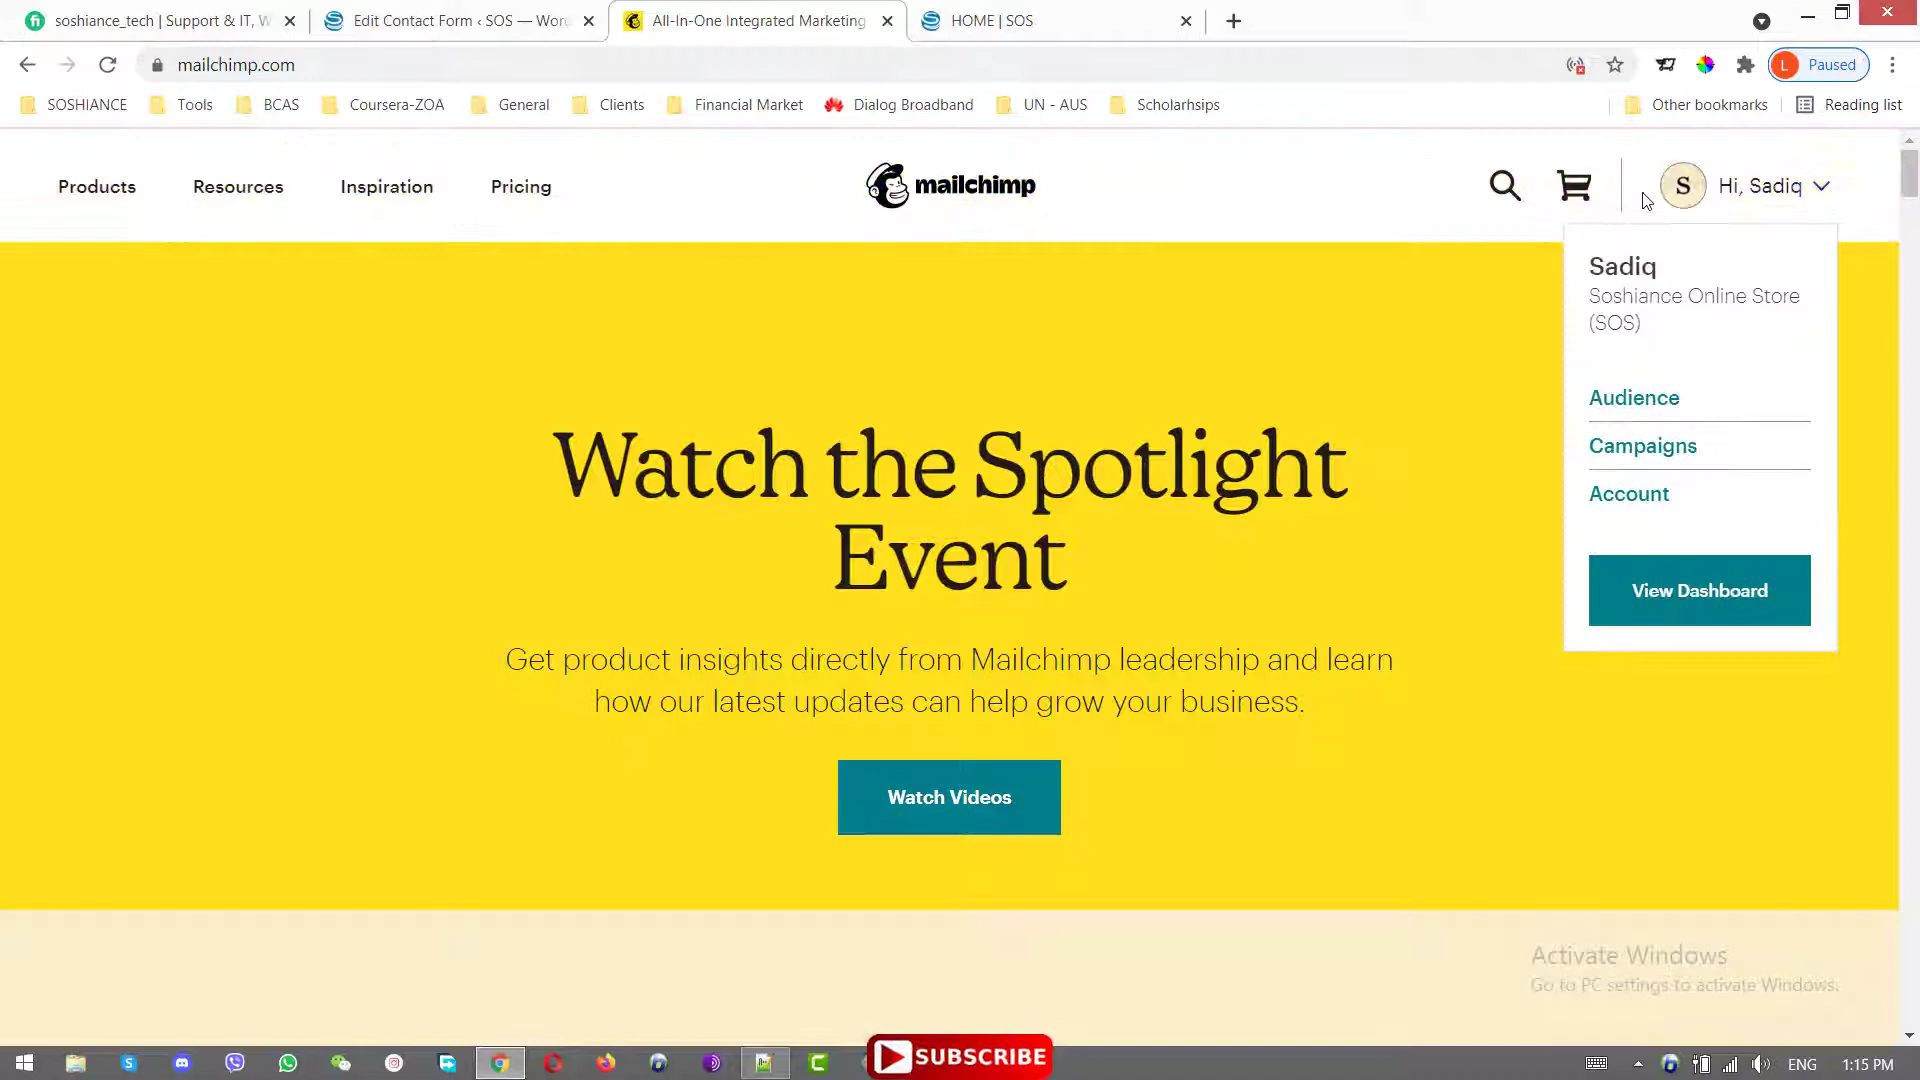 soshiance_tech | Support & IT, W
Edit Contact Form ‹ SOS — Wor
All-In-One Integrated Marketing
HOME | SOS
mailchimp.com
L Paused
SOSHIANCE
Tools
BCAS
Coursera-ZOA
General
Clients
Financial Market
Dialog Broadband
UN - AUS
Scholarhsips
Other bookmarks
Reading list
Products
Resources
Inspiration
Pricing
mailchimp
S
Hi, Sadiq
Sadiq
Soshiance Online Store
(SOS)
Audience
Campaigns
Account
View Dashboard
Watch the Spotlight
Event
Get product insights directly from Mailchimp leadership and learn
how our latest updates can help grow your business.
Watch Videos
Activate Windows
Go to PC settings to activate Windows.
SUBSCRIBE
ENG
1:15 PM